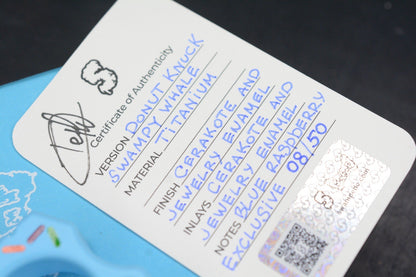 Certificate of Authenticity
VERSION DONUT KNUCK
SWAMPY WHALE
MATERIAL TITANIUM
FINISH CERAKOTE AND
JEWELRY ENAMEL
INLAYS CERAKOTE AND
JEWELRY ENAMEL
NOTES BLUE RASPBERRY
EXCLUSIVE 08/50